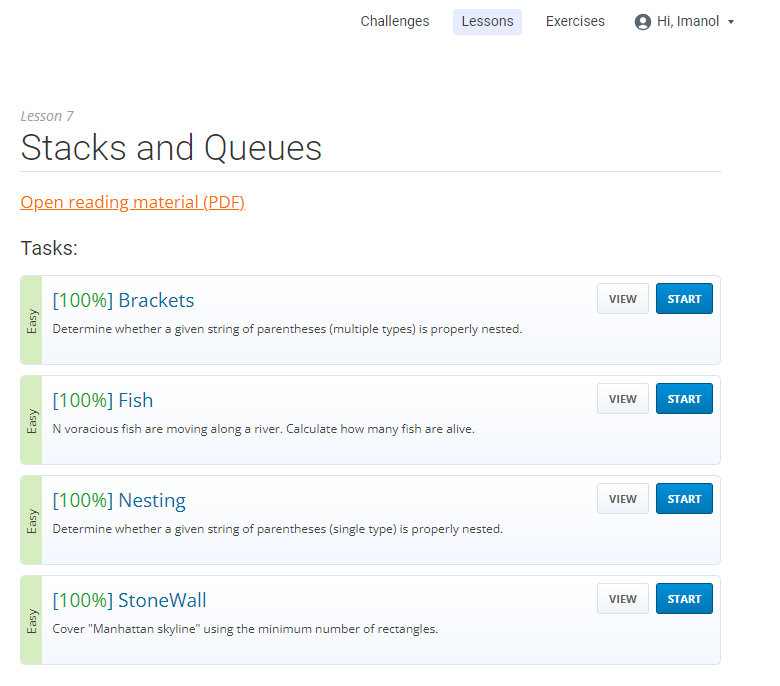 Challenges Lessons Exercises Hi, Imanol
Lesson 7
Stacks and Queues
Open reading material (PDF)
Tasks:
Easy
[100%] Brackets
VIEW START
Determine whether a given string of parentheses (multiple types) is properly nested.
Easy
[100%] Fish
VIEW START
N voracious fish are moving along a river. Calculate how many fish are alive.
Easy
[100%] Nesting
VIEW START
Determine whether a given string of parentheses (single type) is properly nested.
Easy
[100%] StoneWall
VIEW START
Cover "Manhattan skyline" using the minimum number of rectangles.